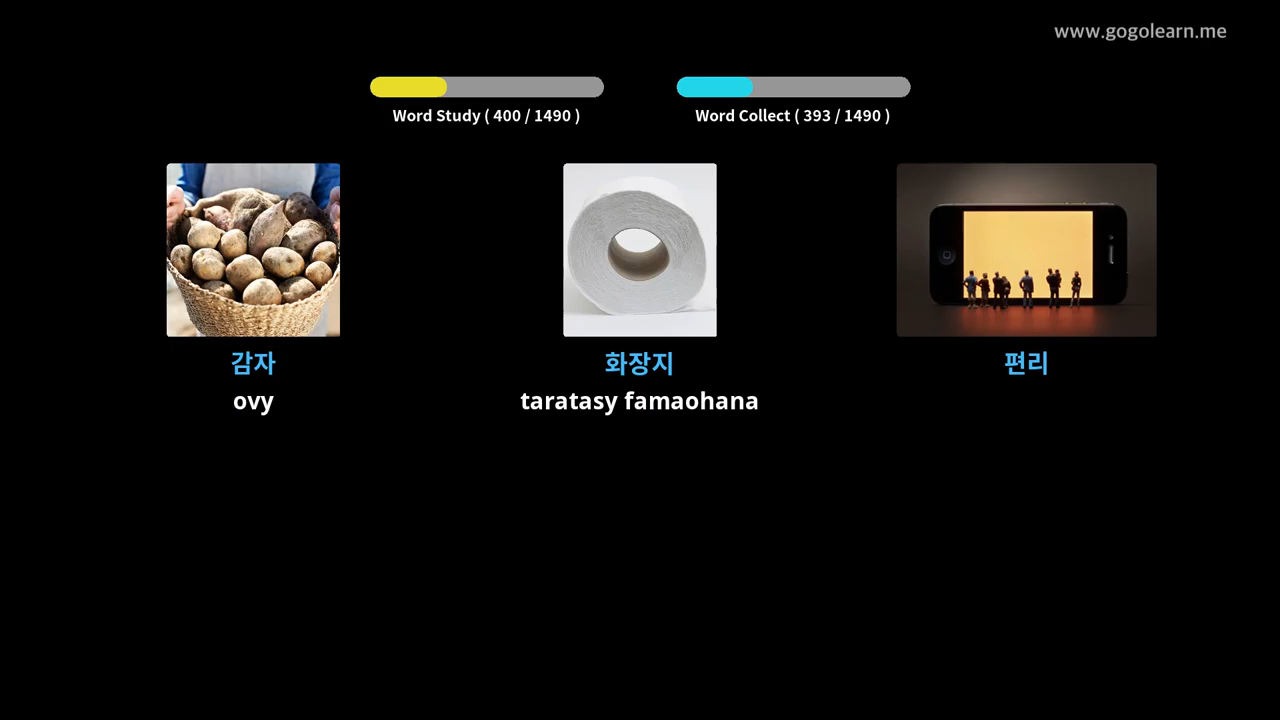 www.gogolearn.me
Word Study ( 400 / 1490 )
Word Collect ( 393 / 1490 )
감자
화장지
편리
ovy
taratasy famaohana